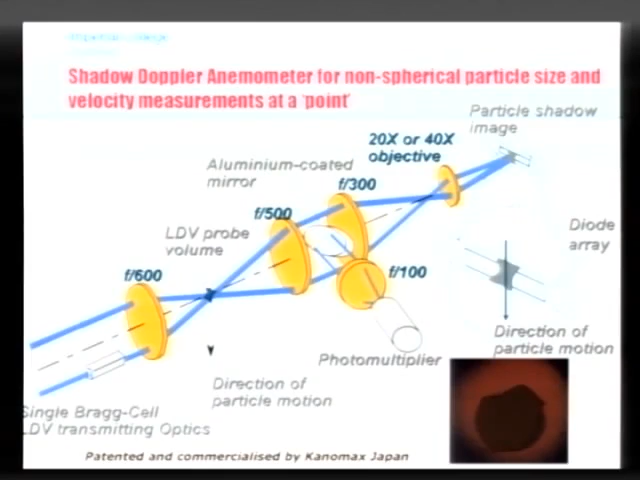 Shadow Doppler Anemometer for non-spherical particle size and
velocity measurements at a 'point'
Particle shadow
image
20X or 40X
objective
Aluminium-coated
mirror
f/300
f/500
LDV probe
volume
Diode
array
f/600
f/100
Direction of
particle motion
Photomultiplier
Direction of
particle motion
Single Bragg-Cell
LDV transmitting Optics
Patented and commercialised by Kanomax Japan